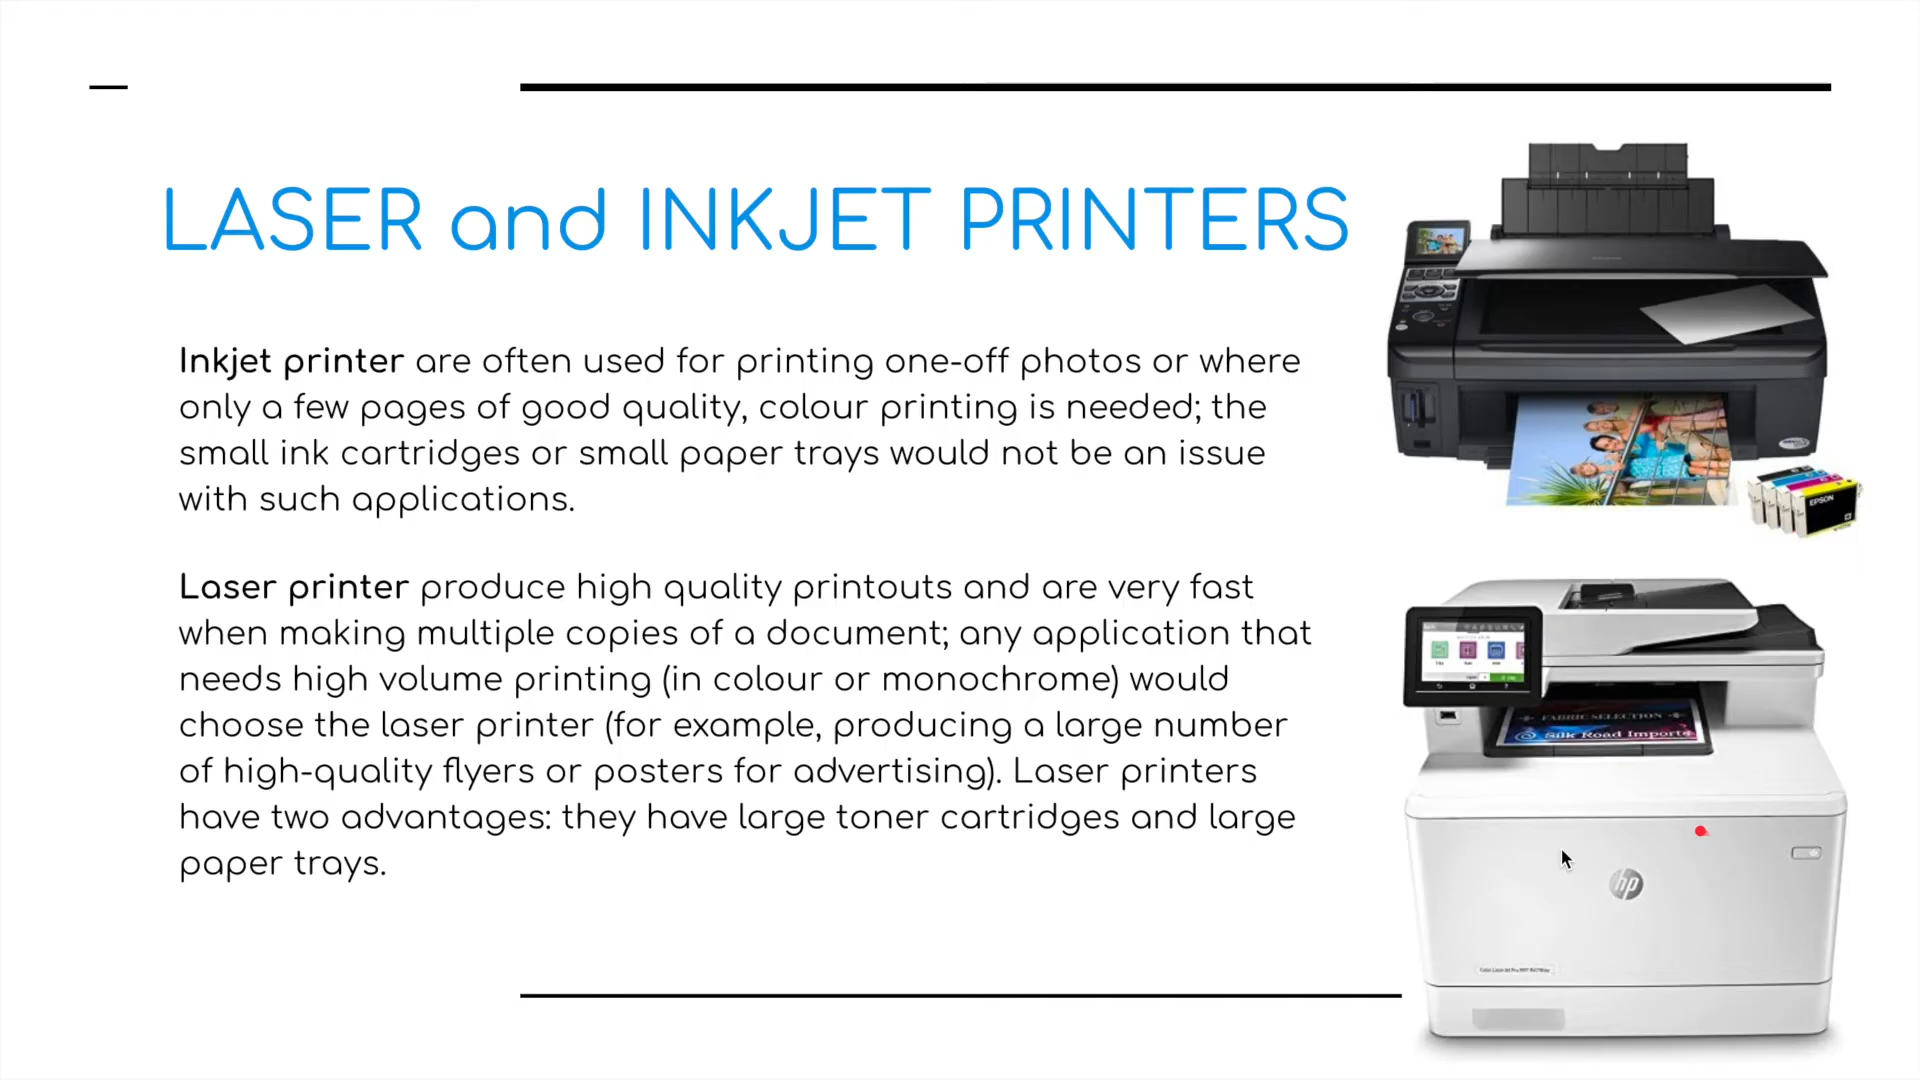 LASER and INKJET PRINTERS
Inkjet printer are often used for printing one-off photos or where
only a few pages of good quality, colour printing is needed; the
small ink cartridges or small paper trays would not be an issue
with such applications.
Laser printer produce high quality printouts and are very fast
when making multiple copies of a document; any application that
needs high volume printing (in colour or monochrome) would
choose the laser printer (for example, producing a large number
of high-quality flyers or posters for advertising). Laser printers
have two advantages: they have large toner cartridges and large
paper trays.
EPSON
FABRIC SELECTION
Silk Road Imports
hp